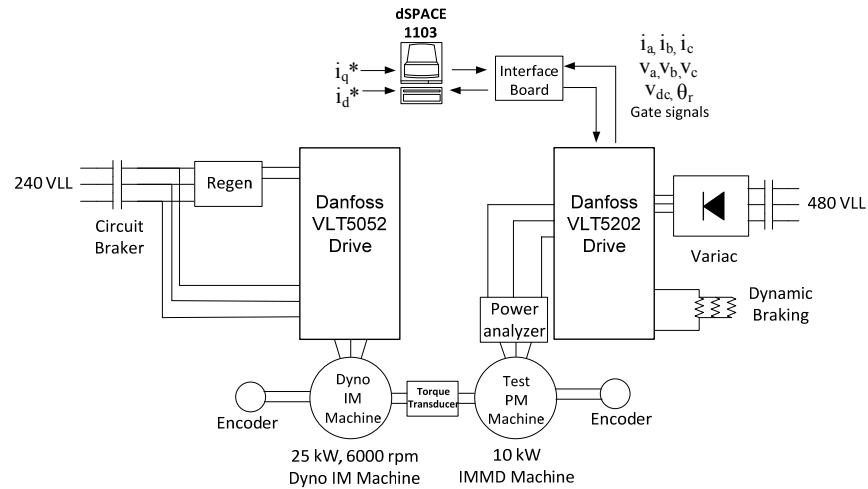 dSPACE
1103
iq*
id*
Interface
Board
ia, ib, ic
va,vb,vc
vdc, θr
Gate signals
240 VLL
Circuit
Braker
Regen
Danfoss
VLT5052
Drive
Danfoss
VLT5202
Drive
Variac
480 VLL
Dynamic
Braking
Power
analyzer
Encoder
Dyno
IM
Machine
Torque
Transducer
Test
PM
Machine
Encoder
25 kW, 6000 rpm
Dyno IM Machine
10 kW
IMMD Machine